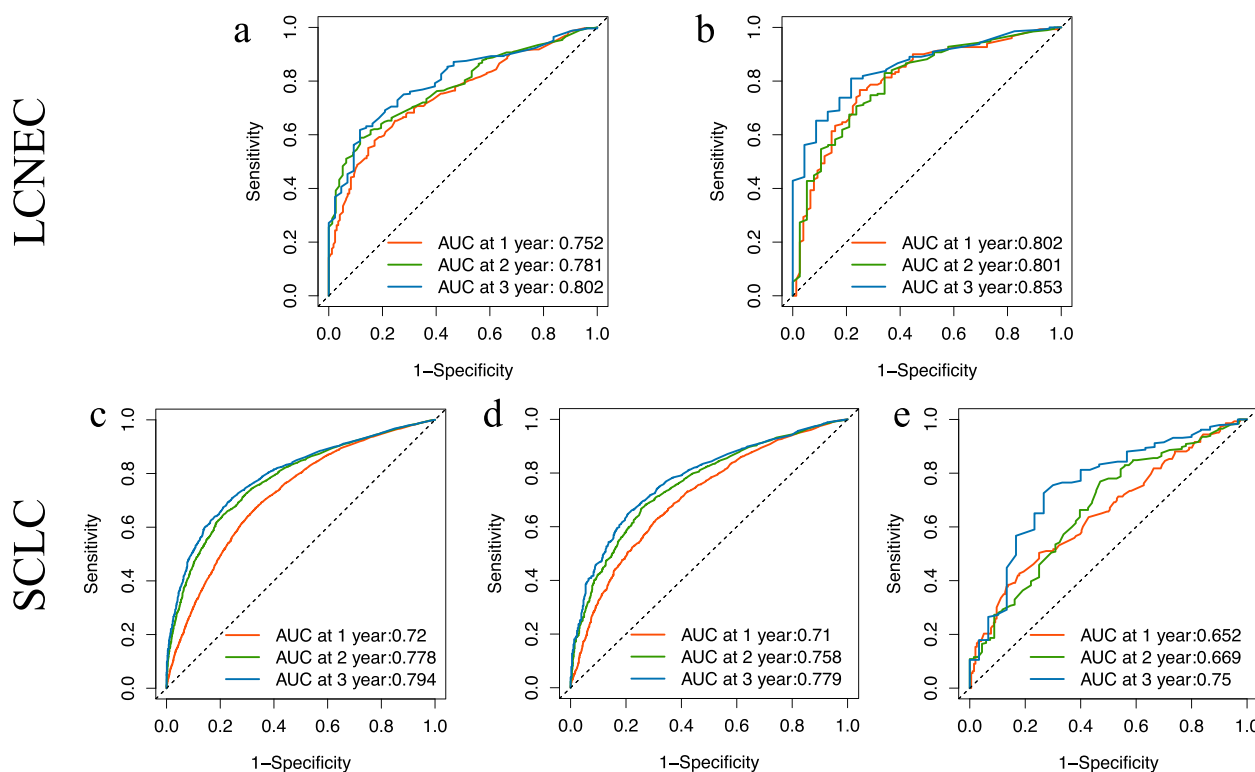 LCNEC
a
1.0
0.8
0.6
0.4
0.2
0.0
Sensitivity
AUC at 1 year: 0.752
AUC at 2 year: 0.781
AUC at 3 year: 0.802
0.0 0.2 0.4 0.6 0.8 1.0
1−Specificity
b
1.0
0.8
0.6
0.4
0.2
0.0
Sensitivity
AUC at 1 year:0.802
AUC at 2 year:0.801
AUC at 3 year:0.853
0.0 0.2 0.4 0.6 0.8 1.0
1−Specificity
SCLC
c
1.0
0.8
0.6
0.4
0.2
0.0
Sensitivity
AUC at 1 year:0.72
AUC at 2 year:0.778
AUC at 3 year:0.794
0.0 0.2 0.4 0.6 0.8 1.0
1−Specificity
d
1.0
0.8
0.6
0.4
0.2
0.0
Sensitivity
AUC at 1 year:0.71
AUC at 2 year:0.758
AUC at 3 year:0.779
0.0 0.2 0.4 0.6 0.8 1.0
1−Specificity
e
1.0
0.8
0.6
0.4
0.2
0.0
Sensitivity
AUC at 1 year:0.652
AUC at 2 year:0.669
AUC at 3 year:0.75
0.0 0.2 0.4 0.6 0.8 1.0
1−Specificity